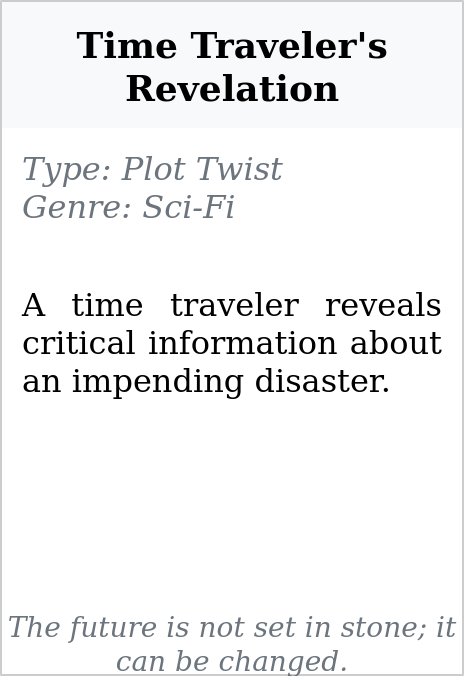 Time Traveler's
Revelation
Type: Plot Twist
Genre: Sci-Fi
A time traveler reveals
critical information about
an impending disaster.
The future is not set in stone; it
can be changed.